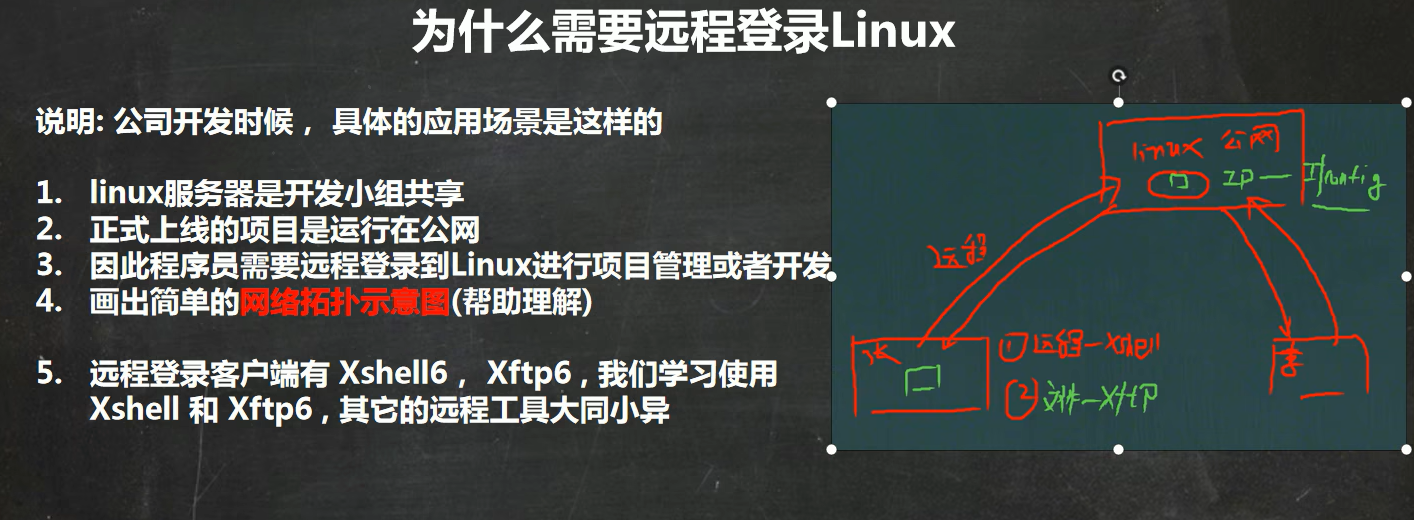 为什么需要远程登录Linux
说明: 公司开发时候， 具体的应用场景是这样的
1. linux服务器是开发小组共享
2. 正式上线的项目是运行在公网
3. 因此程序员需要远程登录到Linux进行项目管理或者开发
4. 画出简单的网络拓扑示意图(帮助理解)
5. 远程登录客户端有 Xshell6， Xftp6，我们学习使用
Xshell 和 Xftp6，其它的远程工具大同小异
linux 公网
IP — Ifconfig
远程
张
① 远程—Xshell
李
② 文件—Xftp